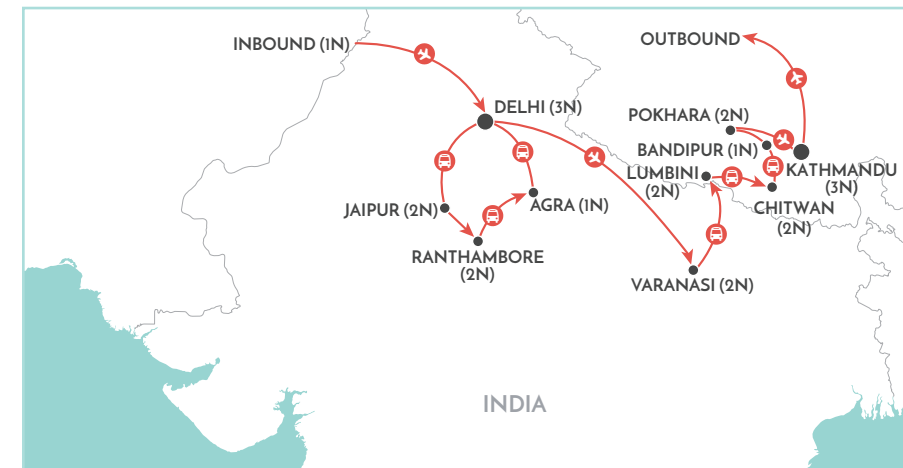 INBOUND (1N)
OUTBOUND
DELHI (3N)
POKHARA (2N)
BANDIPUR (1N)
LUMBINI
(2N)
KATHMANDU
(3N)
CHITWAN
(2N)
JAIPUR (2N)
AGRA (1N)
RANTHAMBORE
(2N)
VARANASI (2N)
INDIA